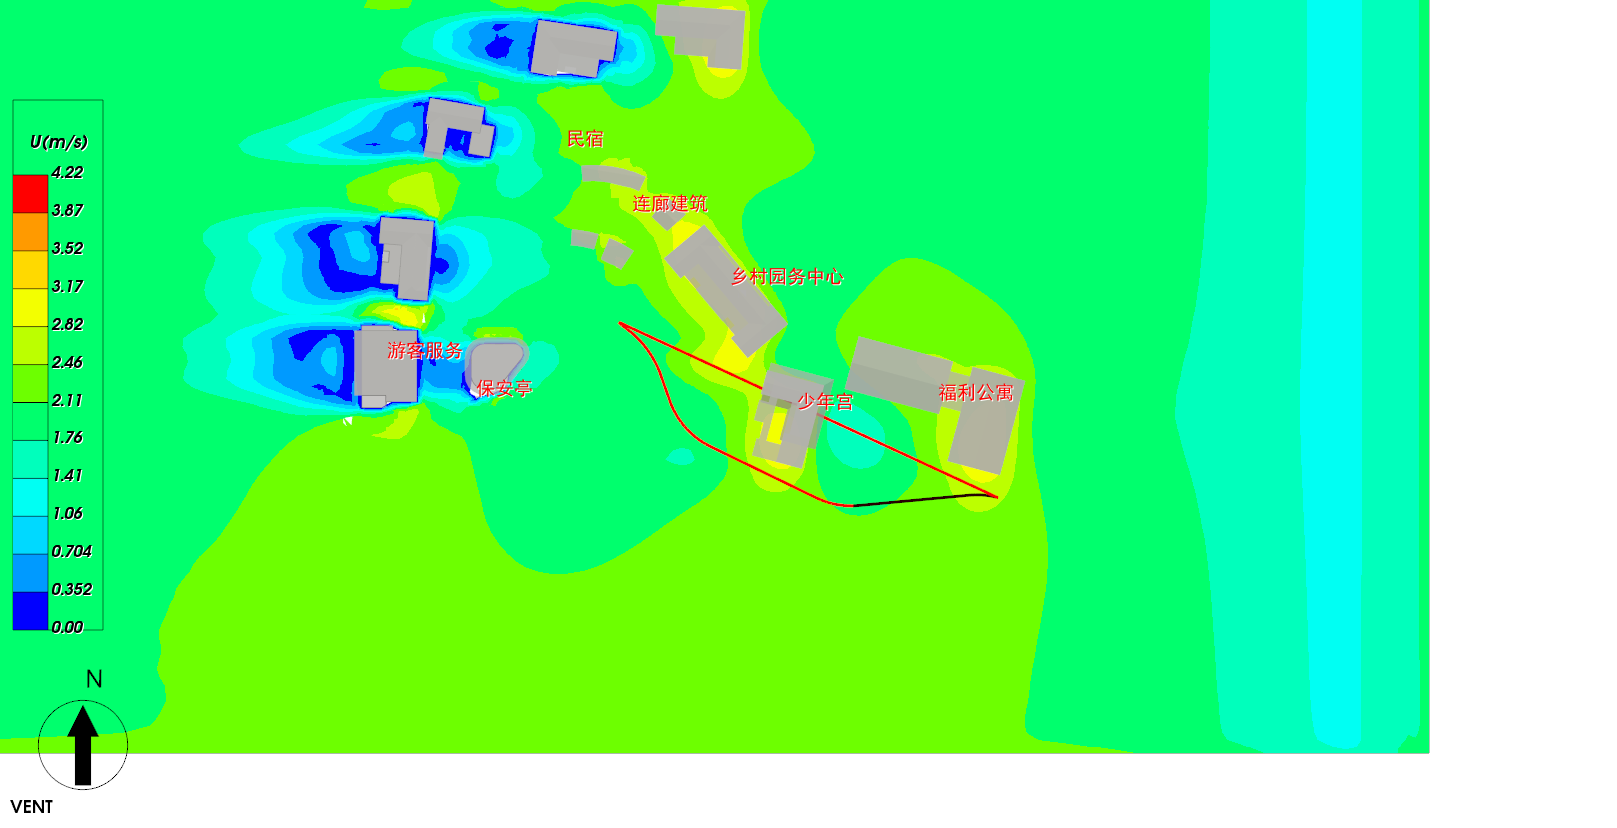 民宿
U(m/s)
4.22
3.87
连廊建筑
3.52
乡村园务中心
3.17
2.82
游客服务
2.46
保安亭
福利公寓
少年宫
2.11
1.76
1.41
1.06
0.704
0.352
0.00
N
VENT